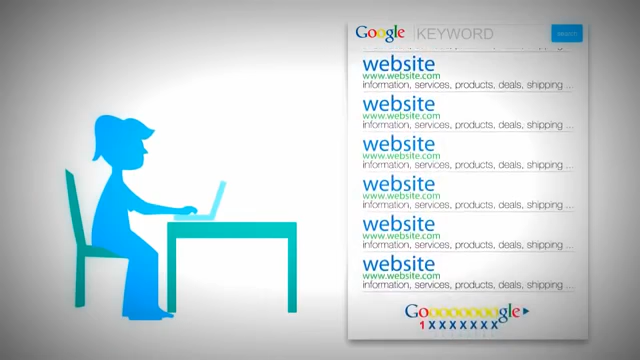 Google KEYWORD SEARCH
website
www.website.com
information, services, products, deals, shipping ...
website
www.website.com
information, services, products, deals, shipping ...
website
www.website.com
information, services, products, deals, shipping ...
website
www.website.com
information, services, products, deals, shipping ...
website
www.website.com
information, services, products, deals, shipping ...
website
www.website.com
information, services, products, deals, shipping ...
Goooooooogle
1XXXXXXX